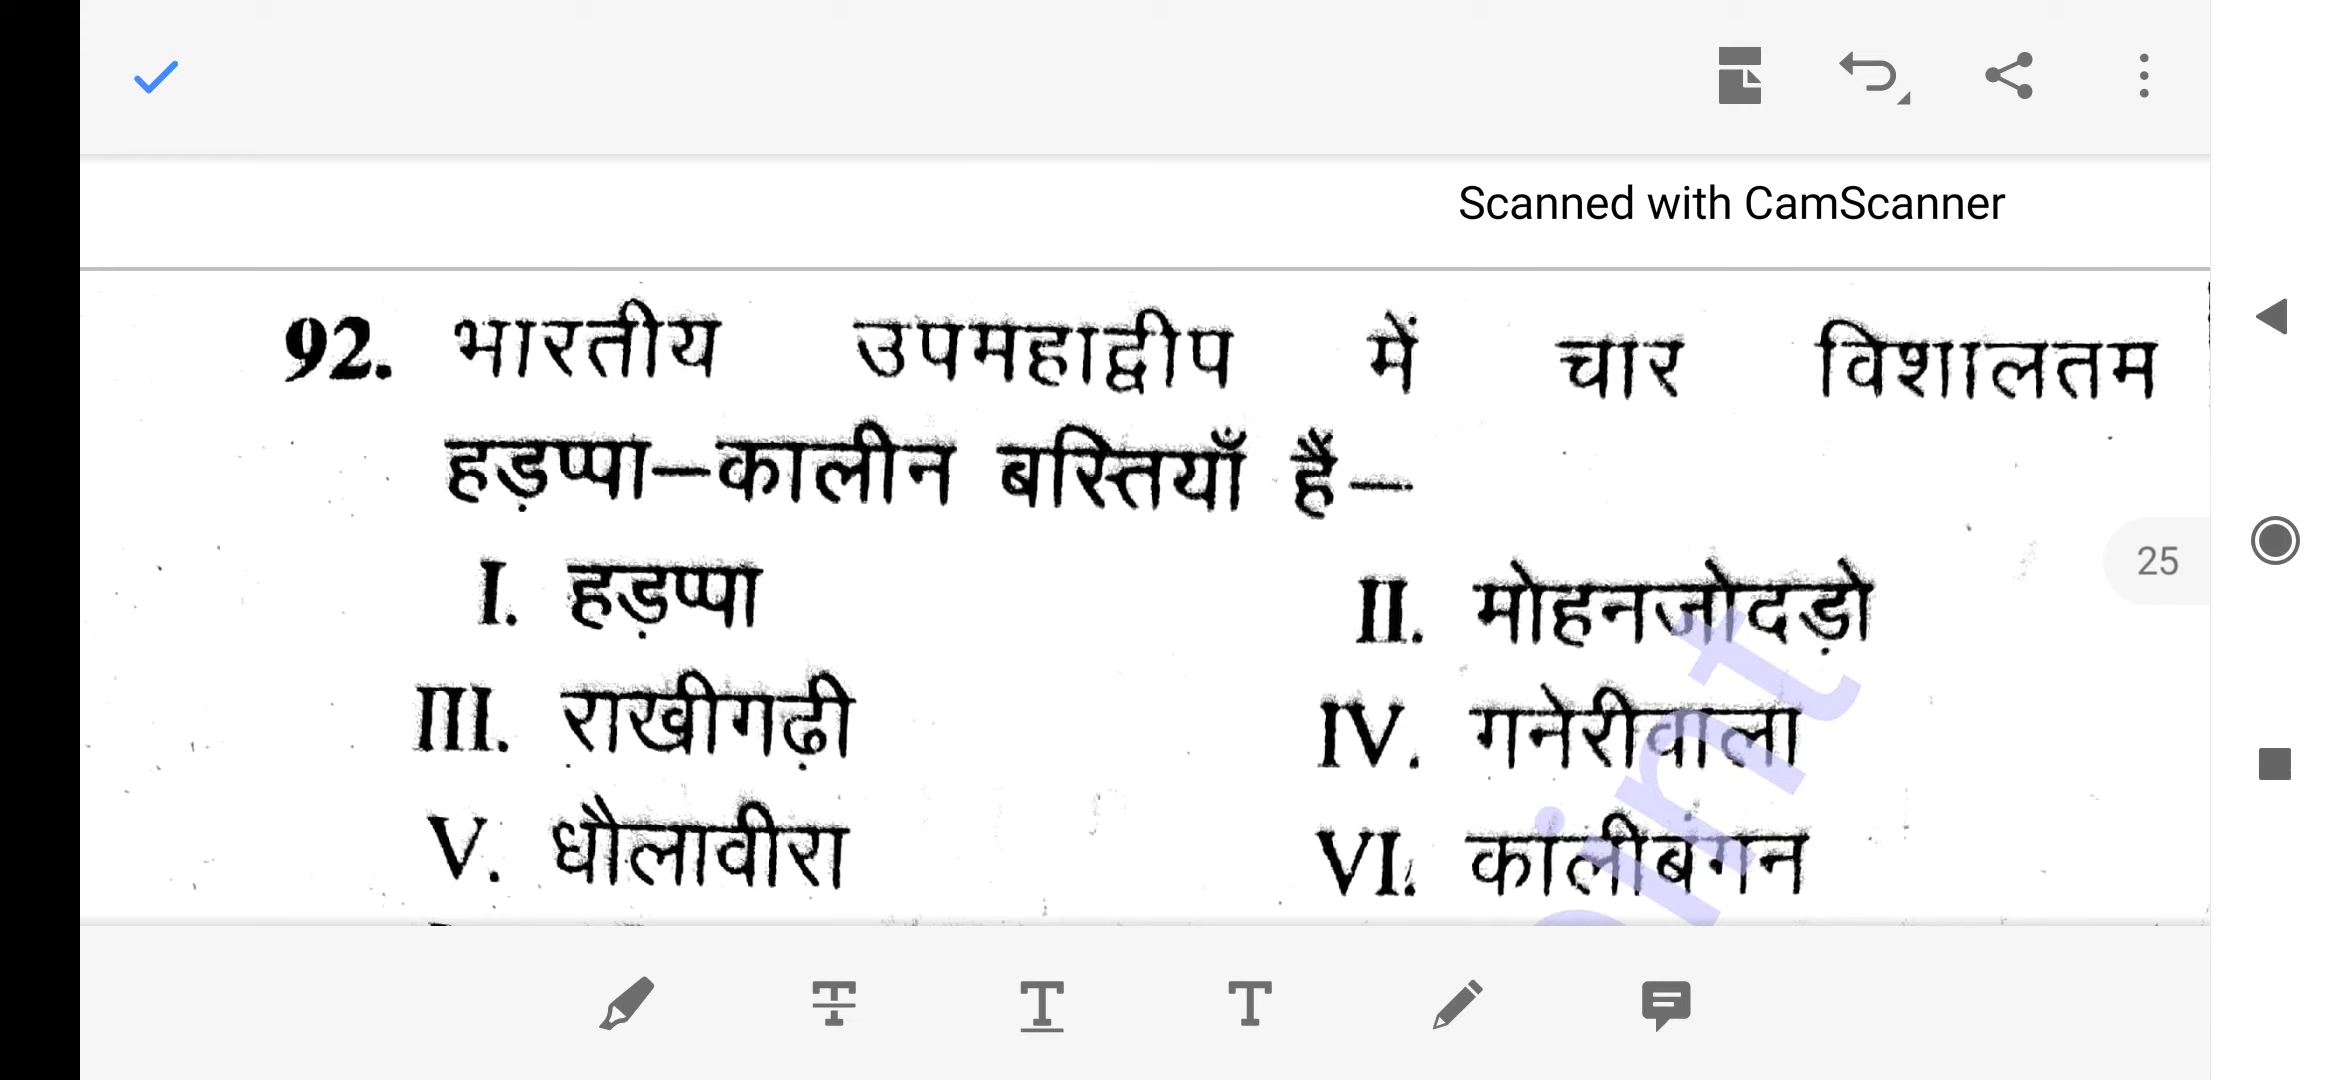 Scanned with CamScanner
92. भारतीय उपमहाद्वीप में चार विशालतम
हड़प्पा—कालीन बस्तियाँ हैं—
I. हड़प्पा II. मोहनजोदड़ो
III. राखीगढ़ी IV. गनेरीवाला
V. धौलावीरा VI. कालीबंगन
25